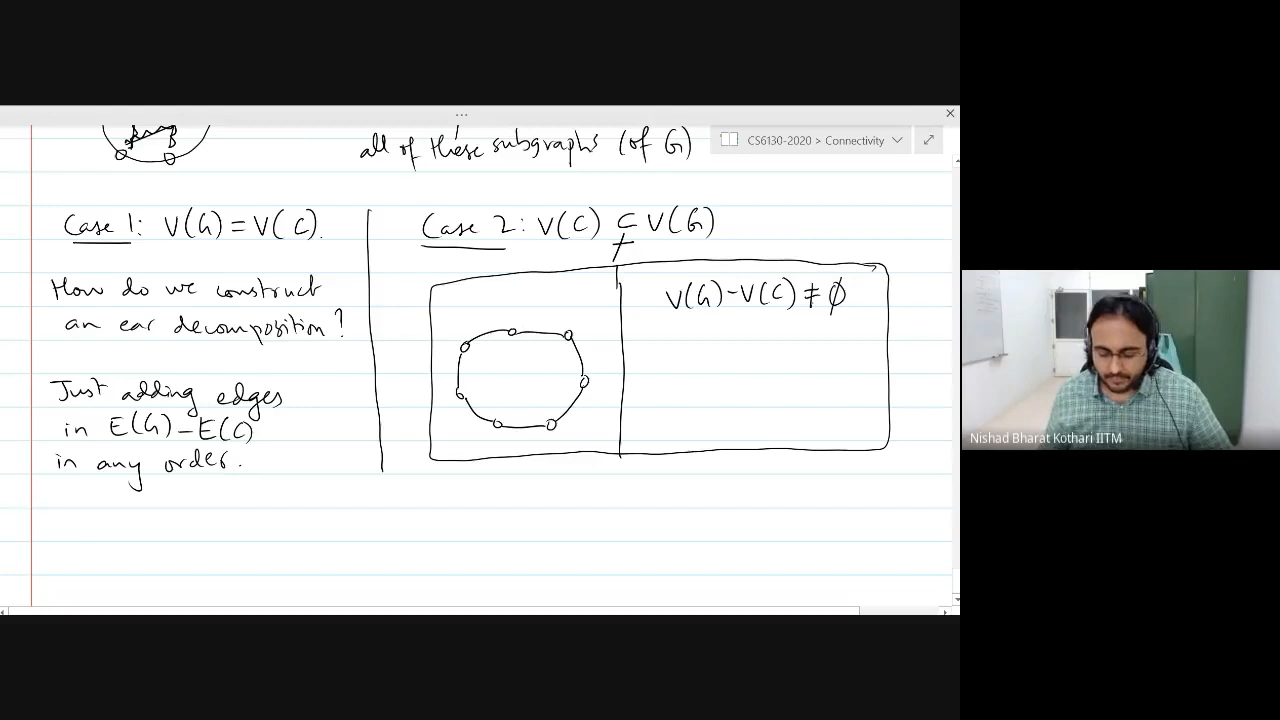 all of these subgraphs (of G)
CS6130-2020 > Connectivity
Case 1: V(G) = V(C).
How do we construct
an ear decomposition?
Just adding edges
in E(G) - E(C)
in any order.
Case 2: V(C) ⊊ V(G)
V(G) - V(C) ≠ ∅
Nishad Bharat Kothari IITM